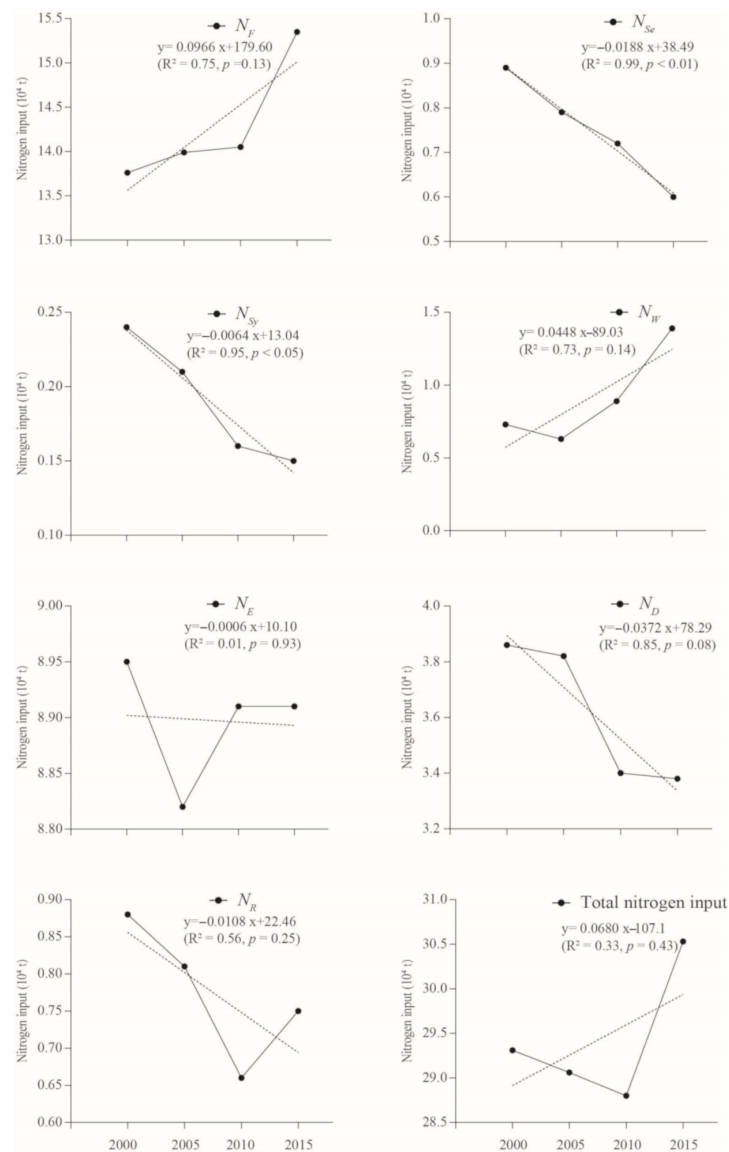 N_F
y= 0.0966 x+179.60
(R² = 0.75, p =0.13)
Nitrogen input (10⁴ t)
15.5
15.0
14.5
14.0
13.5
13.0
N_Se
y=−0.0188 x+38.49
(R² = 0.99, p < 0.01)
Nitrogen input (10⁴ t)
1.0
0.9
0.8
0.7
0.6
0.5
N_Sy
y=−0.0064 x+13.04
(R² = 0.95, p < 0.05)
Nitrogen input (10⁴ t)
0.25
0.20
0.15
0.10
N_W
y= 0.0448 x−89.03
(R² = 0.73, p = 0.14)
Nitrogen input (10⁴ t)
1.5
1.0
0.5
0.0
N_E
y=−0.0006 x+10.10
(R² = 0.01, p = 0.93)
Nitrogen input (10⁴ t)
9.00
8.95
8.90
8.85
8.80
N_D
y=−0.0372 x+78.29
(R² = 0.85, p = 0.08)
Nitrogen input (10⁴ t)
4.0
3.8
3.6
3.4
3.2
N_R
y=−0.0108 x+22.46
(R² = 0.56, p = 0.25)
Nitrogen input (10⁴ t)
0.90
0.85
0.80
0.75
0.70
0.65
0.60
2000 2005 2010 2015
Total nitrogen input
y= 0.0680 x−107.1
(R² = 0.33, p = 0.43)
Nitrogen input (10⁴ t)
31.0
30.5
30.0
29.5
29.0
28.5
2000 2005 2010 2015